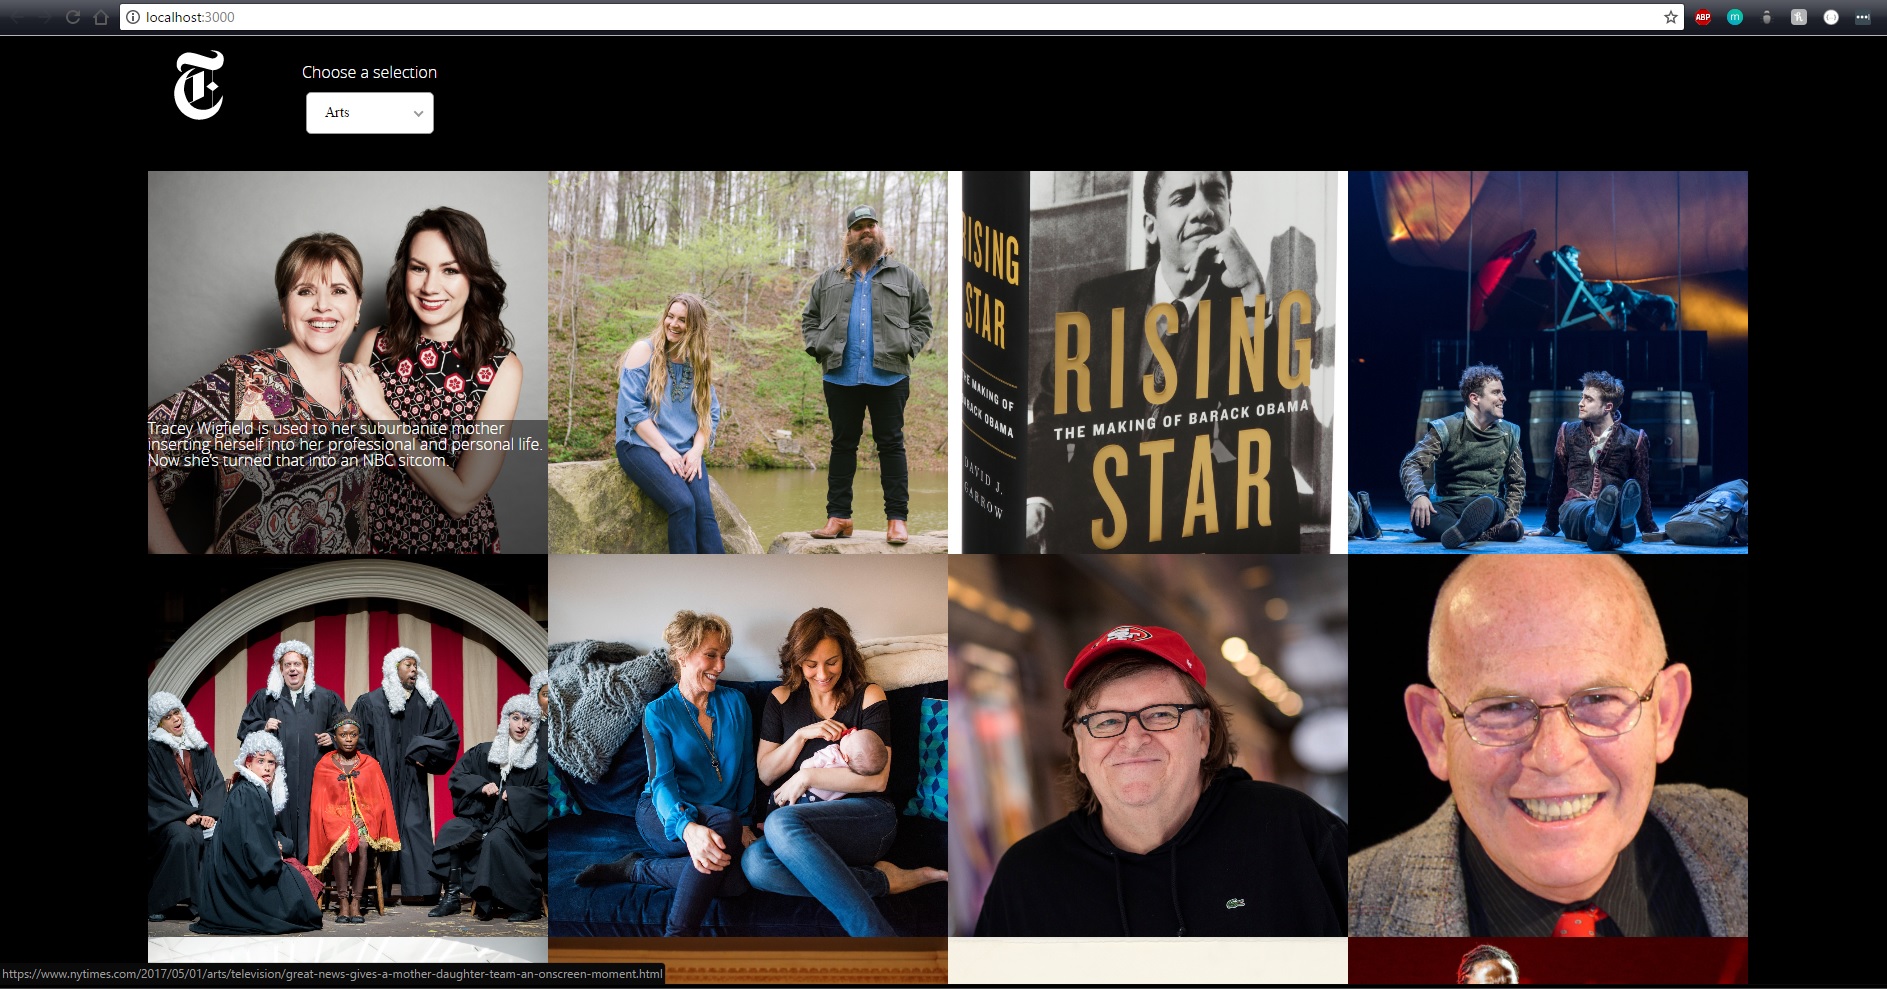 localhost:3000
ABP
m
T
Choose a selection
Arts
Tracey Wigfield is used to her suburbanite mother
inserting herself into her professional and personal life.
Now she's turned that into an NBC sitcom.
RISING
STAR
THE MAKING OF
BARACK OBAMA
DAVID J.
GARROW
RISING
THE MAKING OF BARACK OBAMA
STAR
https://www.nytimes.com/2017/05/01/arts/television/great-news-gives-a-mother-daughter-team-an-onscreen-moment.html